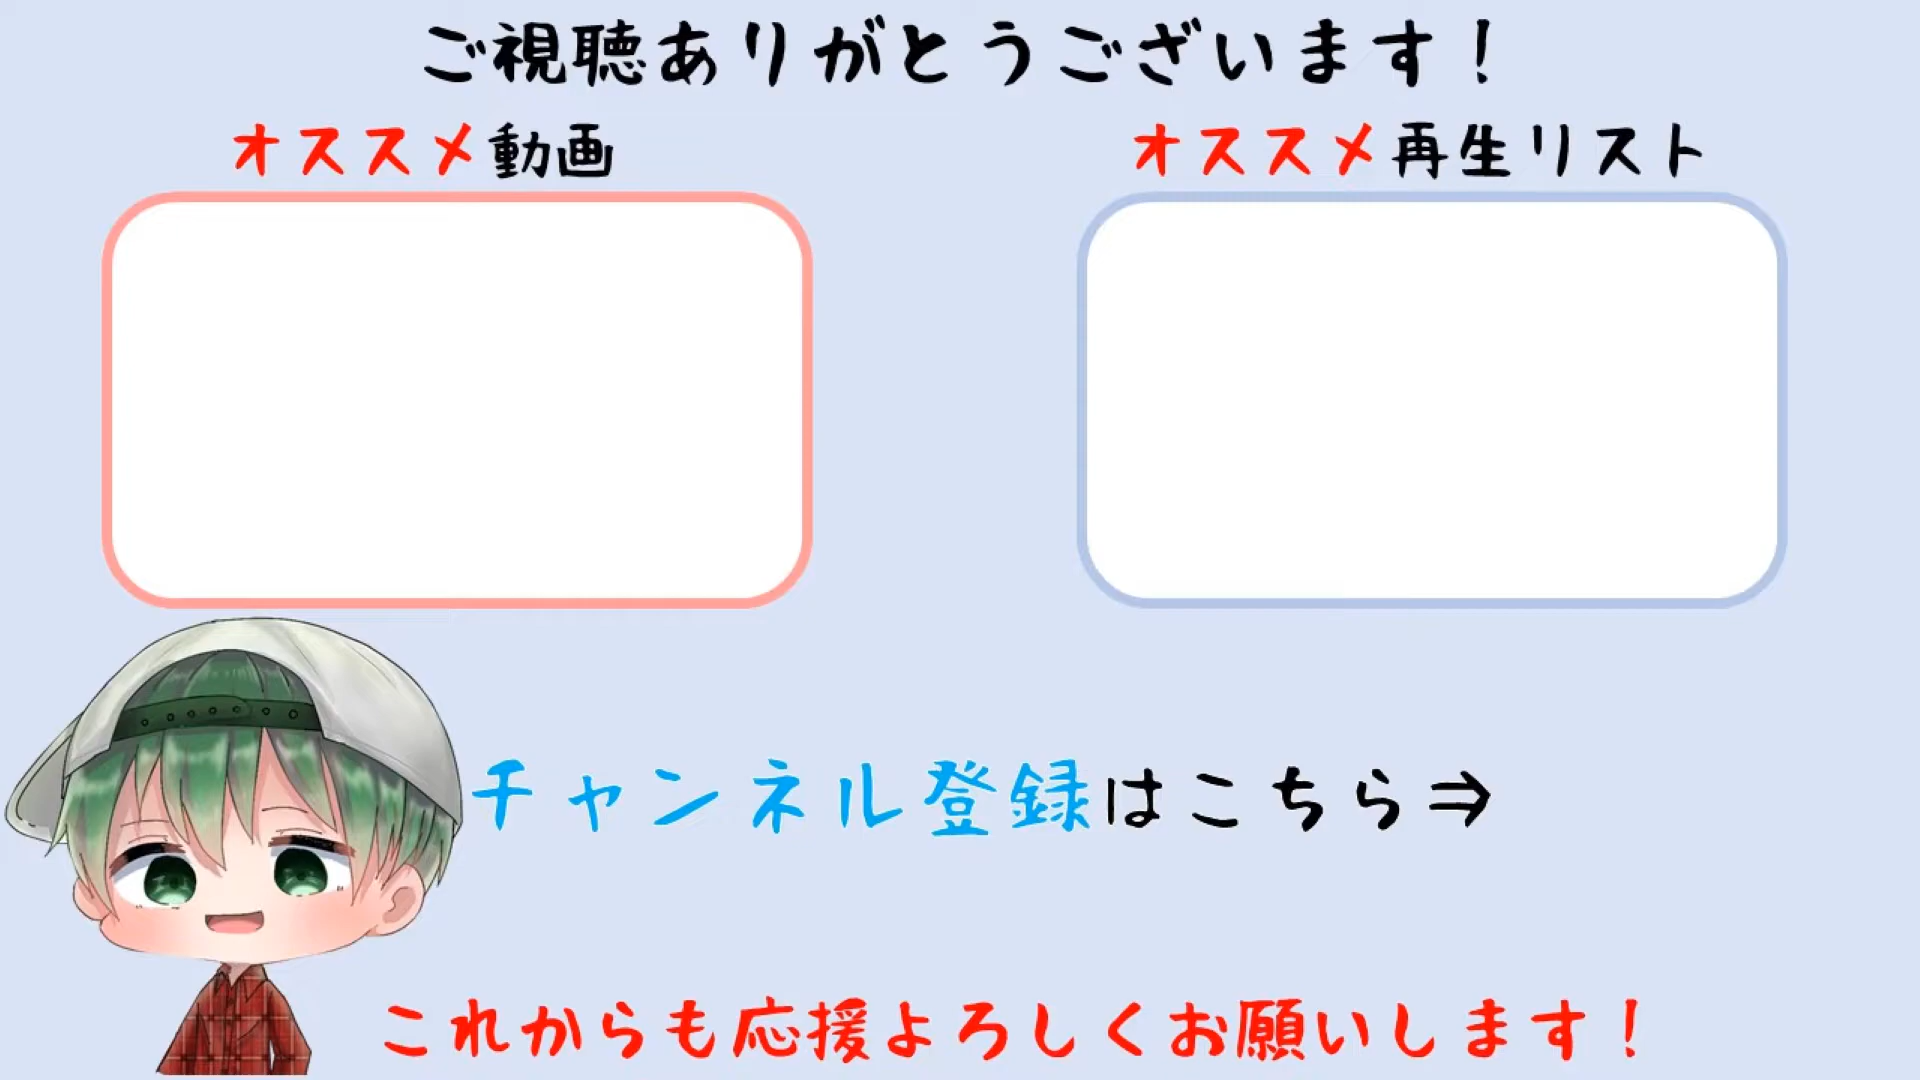 ご視聴ありがとうございます！
オススメ動画
オススメ再生リスト
チャンネル登録はこちら⇒
これからも応援よろしくお願いします！